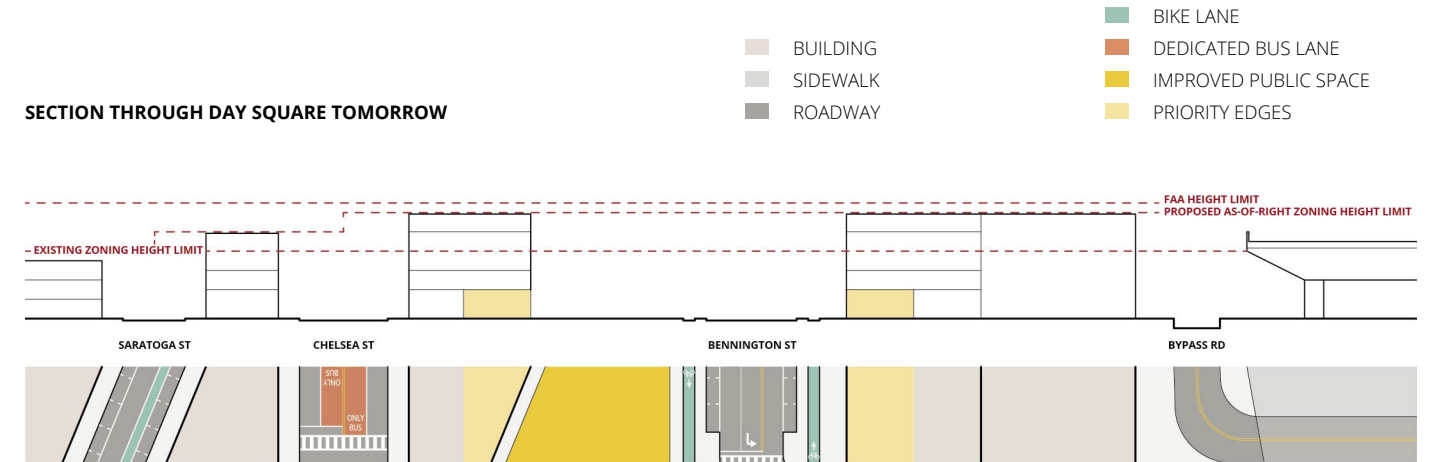 BIKE LANE
BUILDING
DEDICATED BUS LANE
SIDEWALK
IMPROVED PUBLIC SPACE
SECTION THROUGH DAY SQUARE TOMORROW
ROADWAY
PRIORITY EDGES
FAA HEIGHT LIMIT
PROPOSED AS-OF-RIGHT ZONING HEIGHT LIMIT
EXISTING ZONING HEIGHT LIMIT
SARATOGA ST
CHELSEA ST
BENNINGTON ST
BYPASS RD
BUS
ONLY
ONLY
BUS